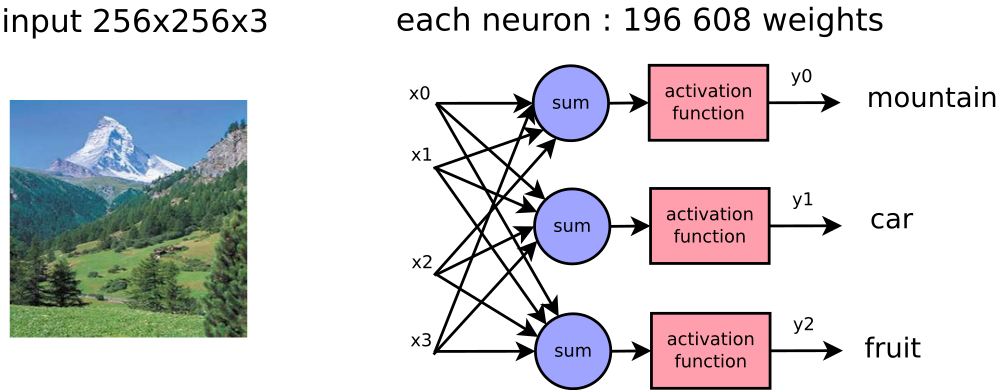 input 256x256x3
each neuron : 196 608 weights
x0
x1
x2
x3
sum
activation
function
y0
mountain
sum
activation
function
y1
car
sum
activation
function
y2
fruit